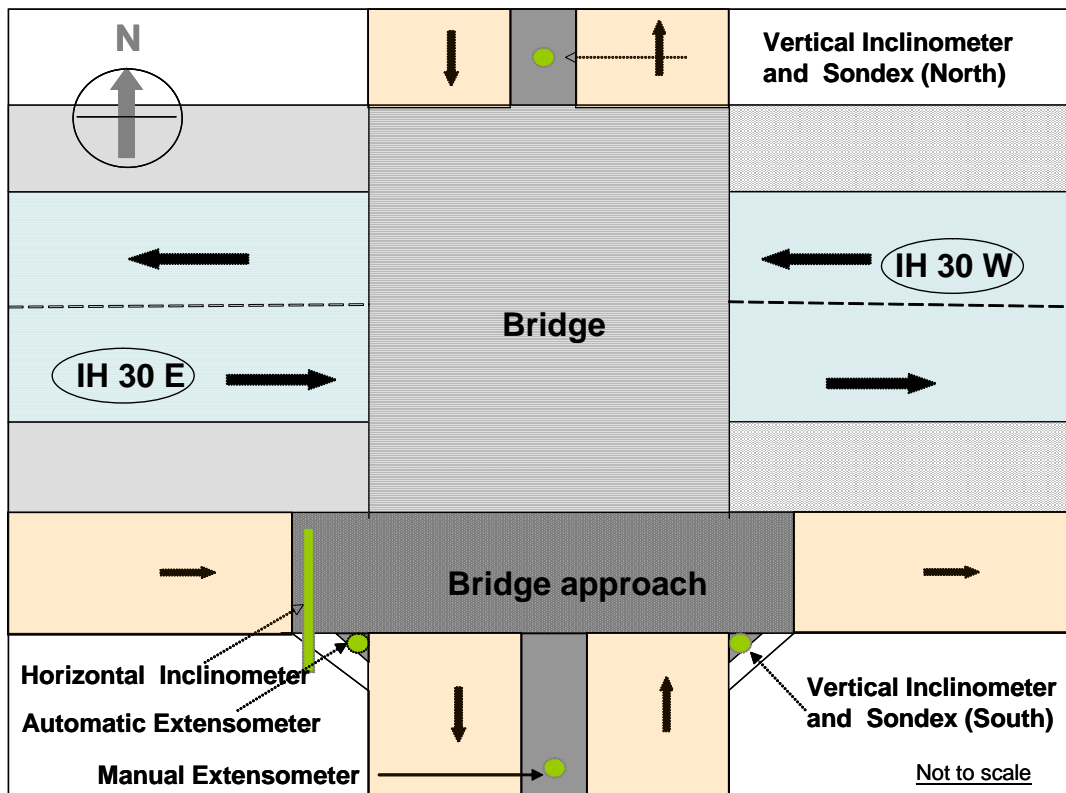 N
Vertical Inclinometer
and Sondex (North)
IH 30 W
Bridge
IH 30 E
Bridge approach
Horizontal Inclinometer
Automatic Extensometer
Manual Extensometer
Vertical Inclinometer
and Sondex (South)
Not to scale